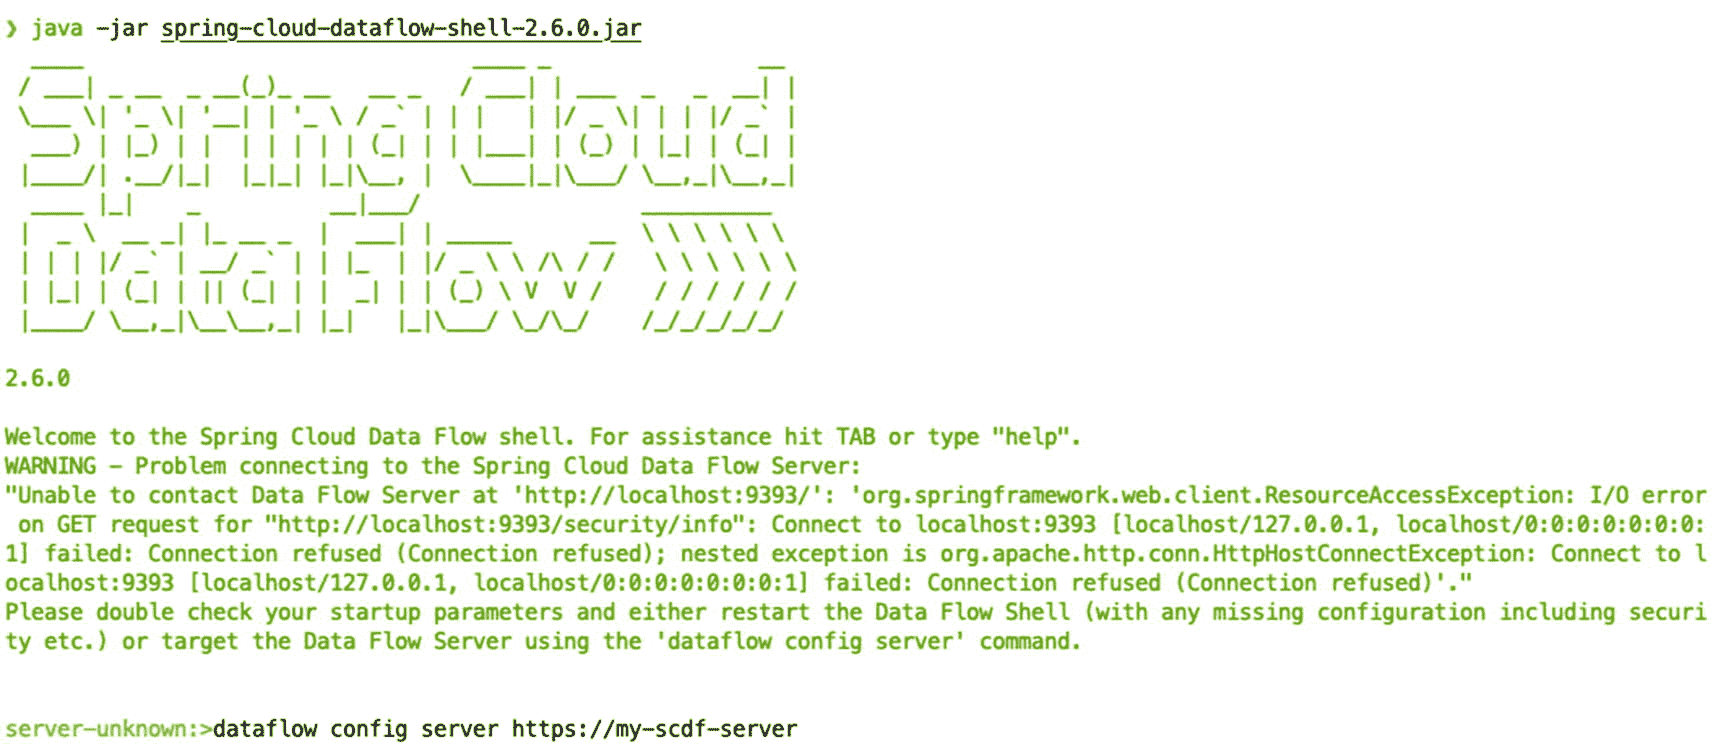 ❯ java -jar spring-cloud-dataflow-shell-2.6.0.jar
Spring Cloud
Data Flow
2.6.0
Welcome to the Spring Cloud Data Flow shell. For assistance hit TAB or type "help".
WARNING - Problem connecting to the Spring Cloud Data Flow Server:
"Unable to contact Data Flow Server at 'http://localhost:9393/': 'org.springframework.web.client.ResourceAccessException: I/O error
on GET request for "http://localhost:9393/security/info": Connect to localhost:9393 [localhost/127.0.0.1, localhost/0:0:0:0:0:0:0:
1] failed: Connection refused (Connection refused); nested exception is org.apache.http.conn.HttpHostConnectException: Connect to l
ocalhost:9393 [localhost/127.0.0.1, localhost/0:0:0:0:0:0:0:1] failed: Connection refused (Connection refused)'."
Please double check your startup parameters and either restart the Data Flow Shell (with any missing configuration including securi
ty etc.) or target the Data Flow Server using the 'dataflow config server' command.
server-unknown:>dataflow config server https://my-scdf-server